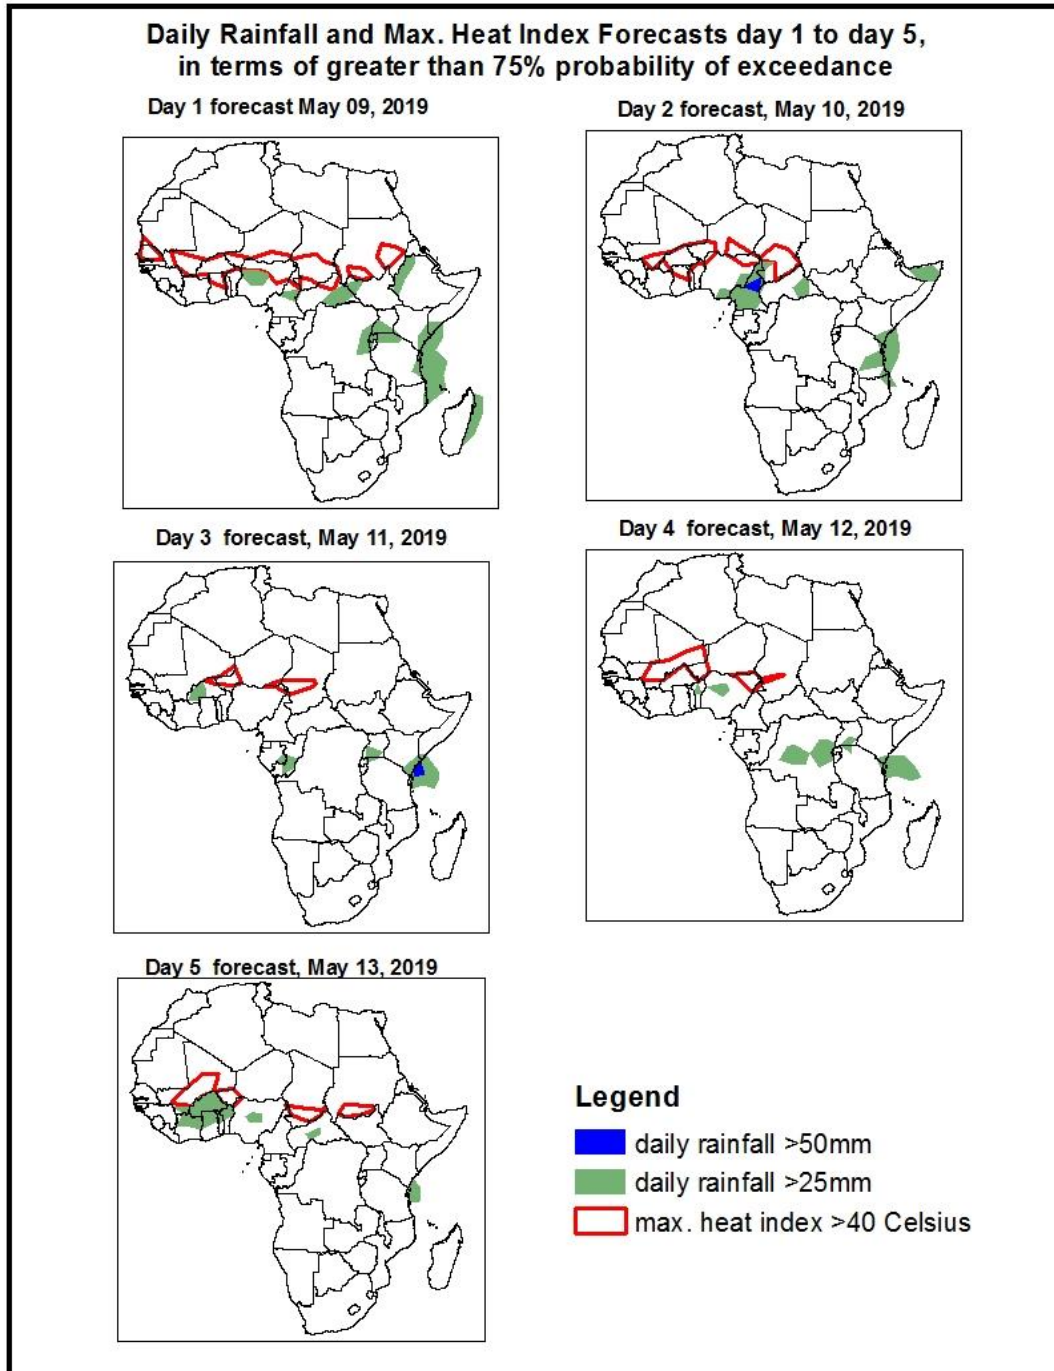 Daily Rainfall and Max. Heat Index Forecasts day 1 to day 5,
in terms of greater than 75% probability of exceedance
Day 1 forecast May 09, 2019
Day 2 forecast, May 10, 2019
Day 3 forecast, May 11, 2019
Day 4 forecast, May 12, 2019
Day 5 forecast, May 13, 2019
Legend
daily rainfall >50mm
daily rainfall >25mm
max. heat index >40 Celsius